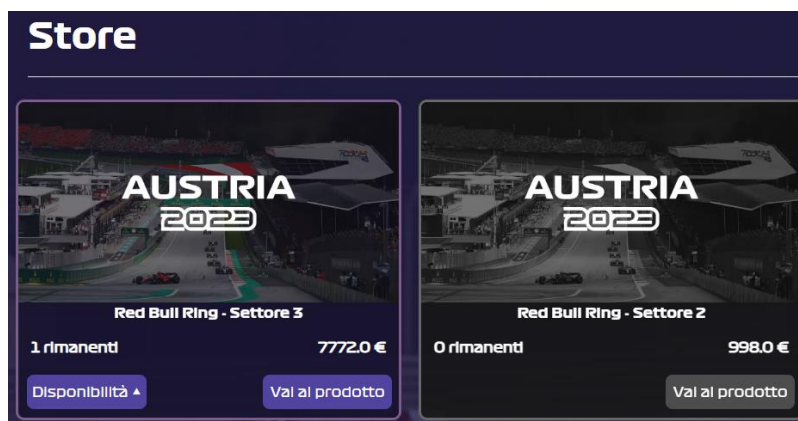 Store
AUSTRIA
2023
Red Bull Ring - Settore 3
1 rimanenti
7772.0 €
Disponibilità ▲
Vai al prodotto
AUSTRIA
2023
Red Bull Ring - Settore 2
0 rimanenti
998.0 €
Vai al prodotto